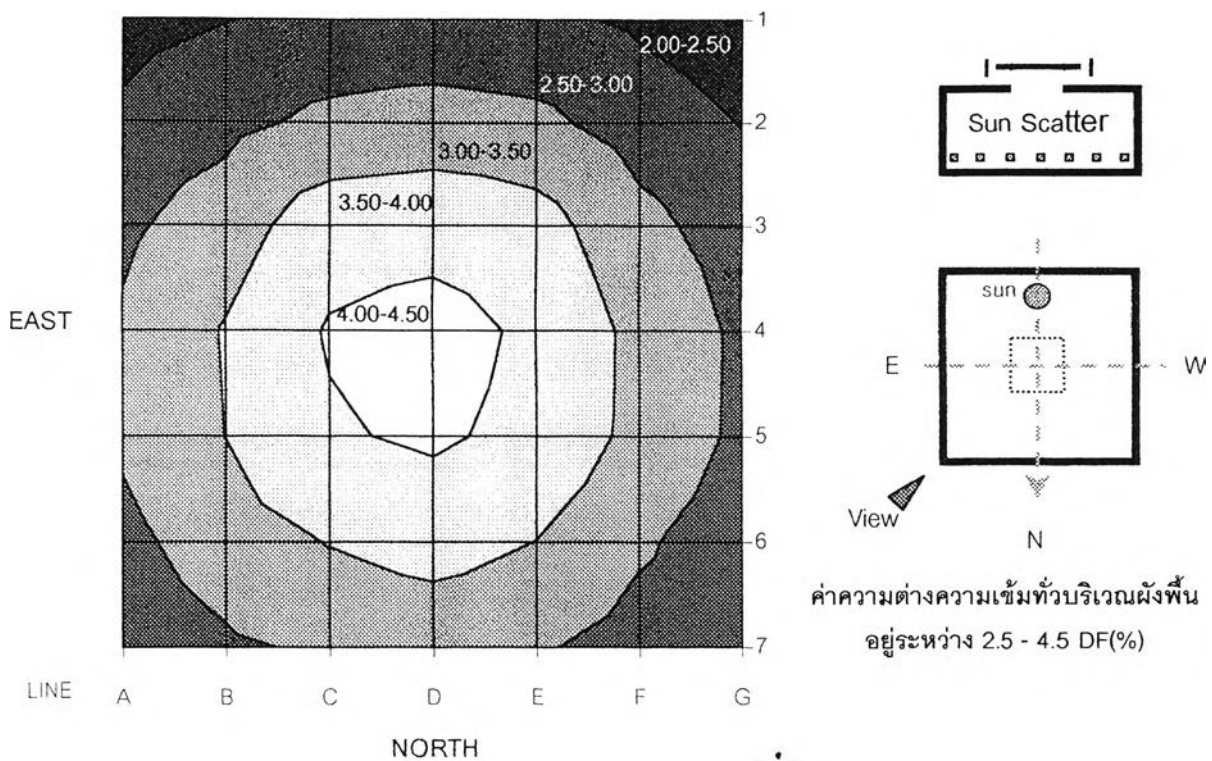 2.00-2.50
2.50-3.00
3.00-3.50
3.50-4.00
4.00-4.50
1
2
3
4
5
6
7
EAST
LINE A B C D E F G
NORTH
Sun Scatter
sun
E W
View
N
ค่าความต่างความเข้มทั่วบริเวณผังพื้น
อยู่ระหว่าง 2.5 - 4.5 DF(%)